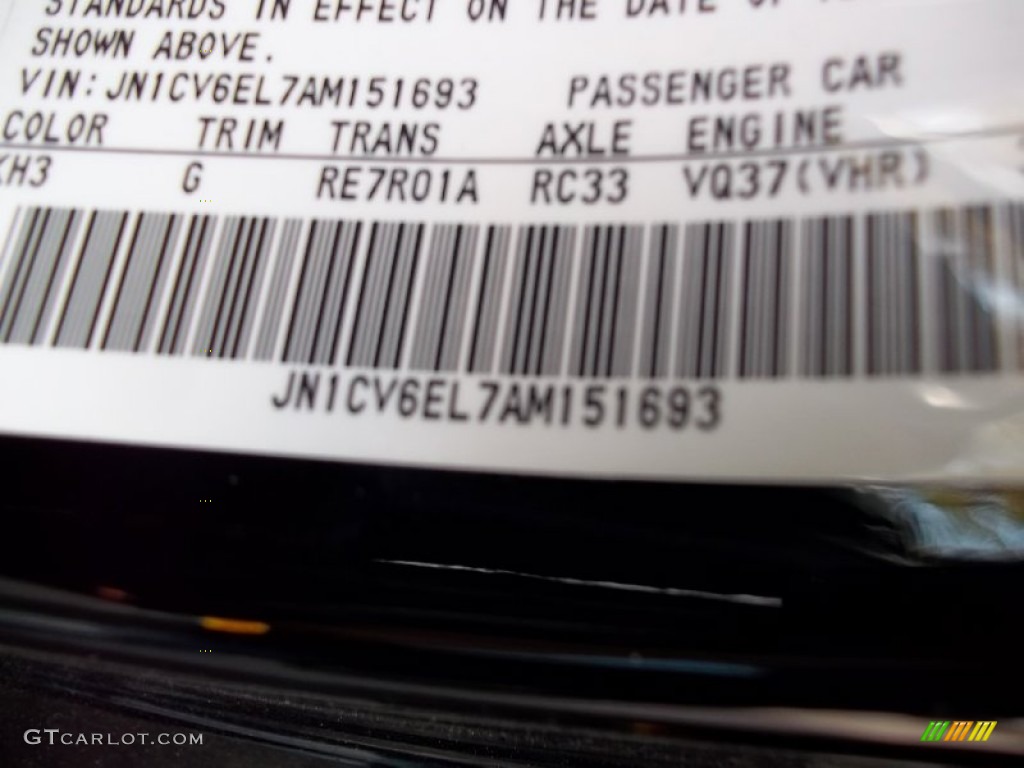 STANDARDS IN EFFECT ON THE DATE OF
SHOWN ABOVE.
VIN: JN1CV6EL7AM151693 PASSENGER CAR
COLOR TRIM TRANS AXLE ENGINE
KH3 G RE7R01A RC33 VQ37(VHR)
JN1CV6EL7AM151693
GTCARLOT.COM